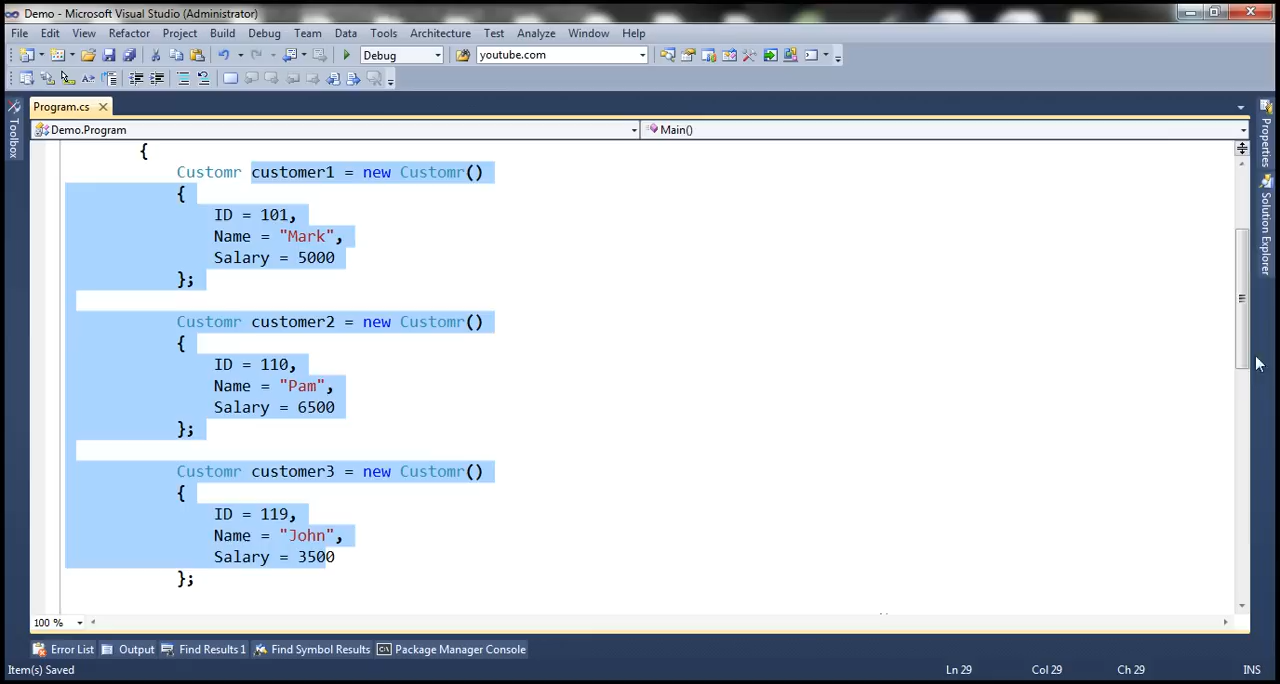 Demo - Microsoft Visual Studio (Administrator)
File Edit View Refactor Project Build Debug Team Data Tools Architecture Test Analyze Window Help
Debug youtube.com
Program.cs
Demo.Program Main()
{
Customr customer1 = new Customr()
{
ID = 101,
Name = "Mark",
Salary = 5000
};
Customr customer2 = new Customr()
{
ID = 110,
Name = "Pam",
Salary = 6500
};
Customr customer3 = new Customr()
{
ID = 119,
Name = "John",
Salary = 3500
};
100 %
Error List Output Find Results 1 Find Symbol Results Package Manager Console
Item(s) Saved Ln 29 Col 29 Ch 29 INS
Toolbox
Properties
Solution Explorer